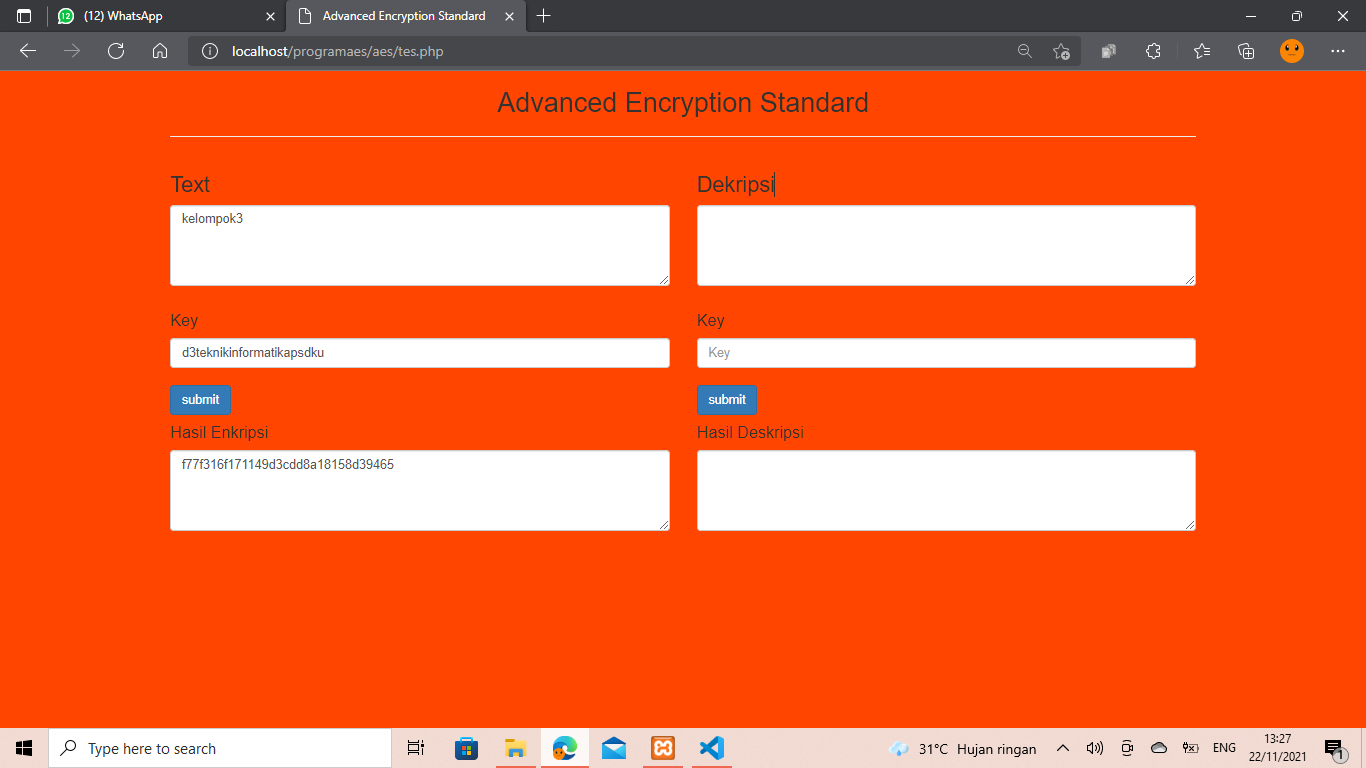 (12) WhatsApp
Advanced Encryption Standard
localhost/programaes/aes/tes.php
Advanced Encryption Standard
Text
kelompok3
Key
d3teknikinformatikapsdku
submit
Hasil Enkripsi
f77f316f171149d3cdd8a18158d39465
Dekripsi
Key
Key
submit
Hasil Deskripsi
Type here to search
31°C Hujan ringan
ENG
13:27
22/11/2021
1